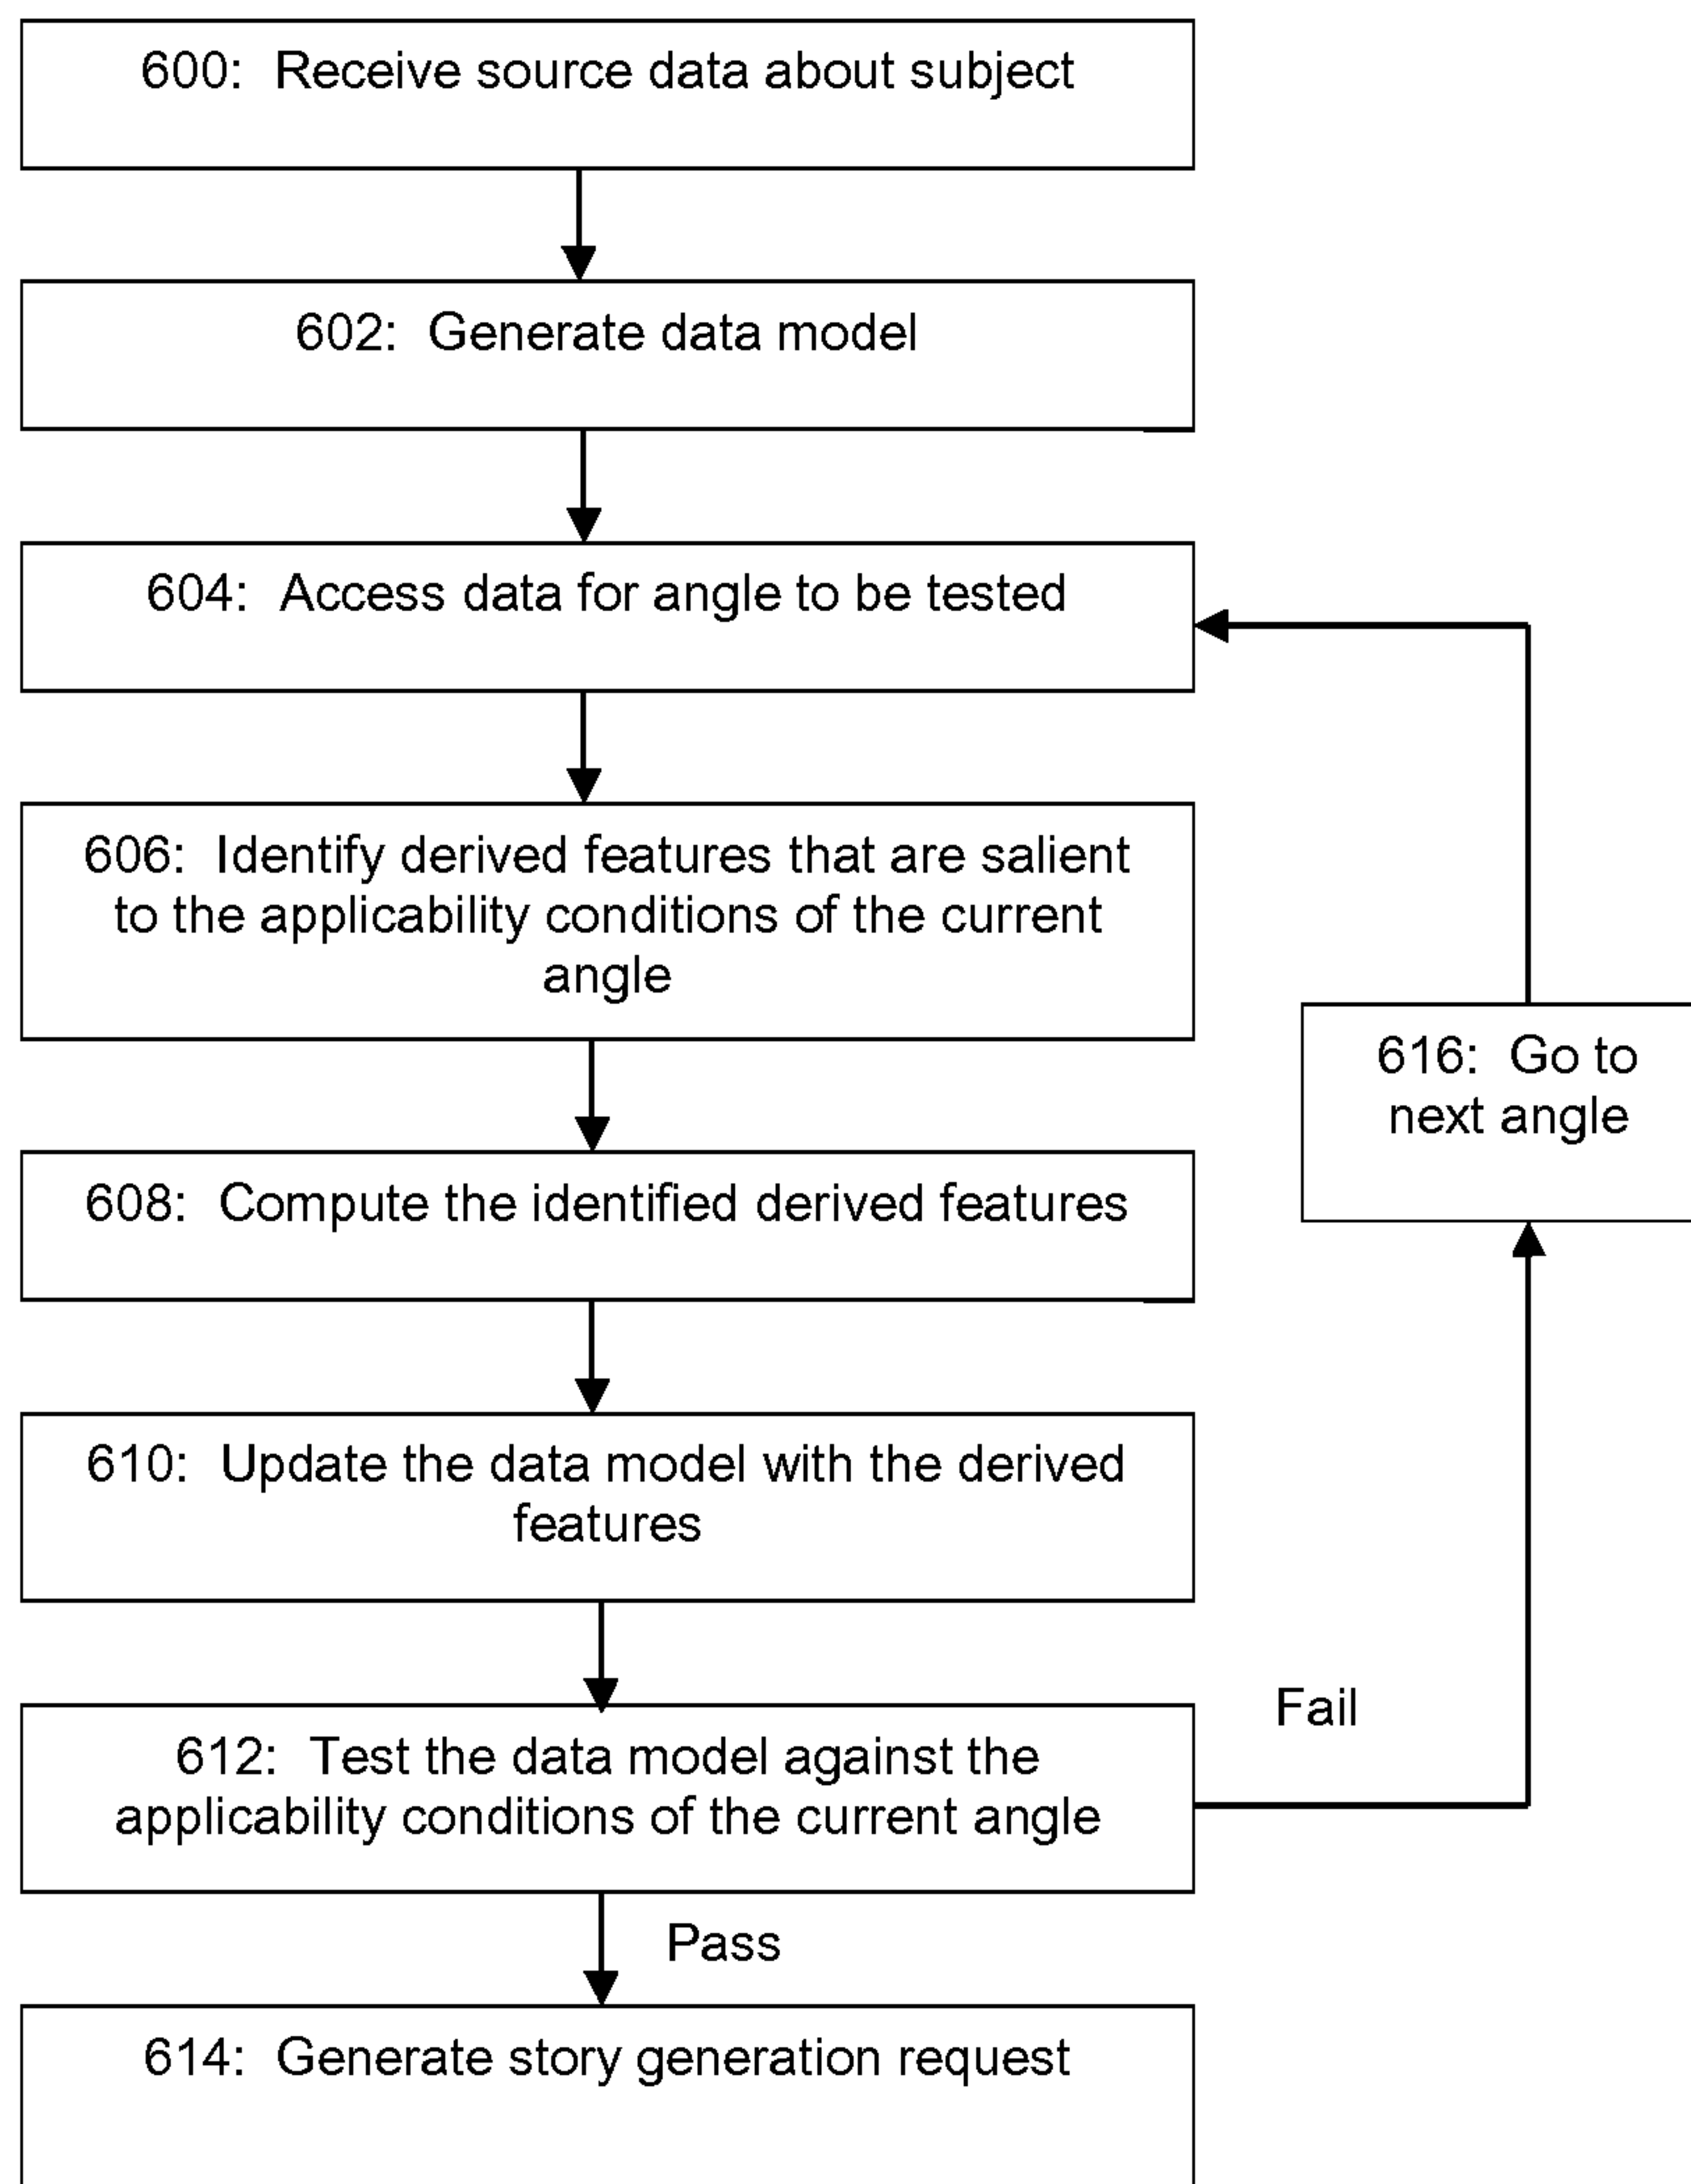 600: Receive source data about subject
602: Generate data model
604: Access data for angle to be tested
606: Identify derived features that are salient
to the applicability conditions of the current
angle
616: Go to
next angle
608: Compute the identified derived features
610: Update the data model with the derived
features
Fail
612: Test the data model against the
applicability conditions of the current angle
Pass
614: Generate story generation request